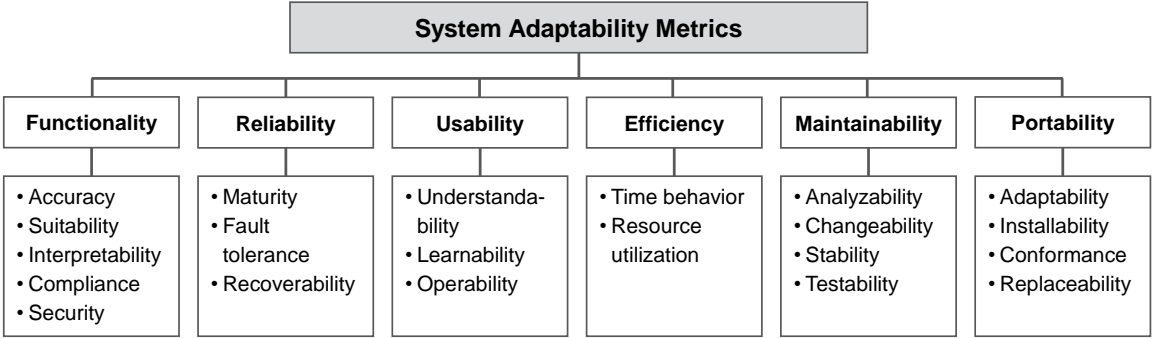 System Adaptability Metrics
Functionality
Reliability
Usability
Efficiency
Maintainability
Portability
• Accuracy
• Suitability
• Interpretability
• Compliance
• Security
• Maturity
• Fault
tolerance
• Recoverability
• Understanda-
bility
• Learnability
• Operability
• Time behavior
• Resource
utilization
• Analyzability
• Changeability
• Stability
• Testability
• Adaptability
• Installability
• Conformance
• Replaceability